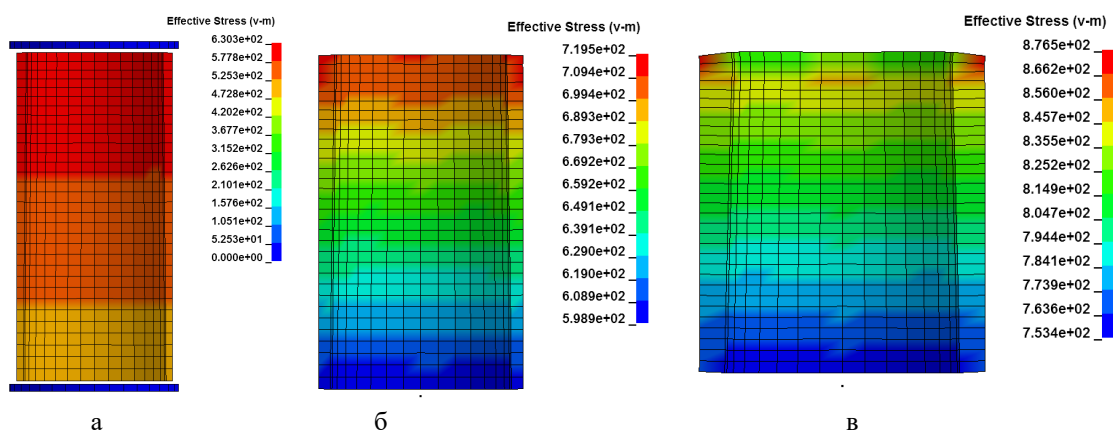 Effective Stress (v-m)
6.303e+02
5.778e+02
5.253e+02
4.728e+02
4.202e+02
3.677e+02
3.152e+02
2.626e+02
2.101e+02
1.576e+02
1.051e+02
5.253e+01
0.000e+00
Effective Stress (v-m)
7.195e+02
7.094e+02
6.994e+02
6.893e+02
6.793e+02
6.692e+02
6.592e+02
6.491e+02
6.391e+02
6.290e+02
6.190e+02
6.089e+02
5.989e+02
Effective Stress (v-m)
8.765e+02
8.662e+02
8.560e+02
8.457e+02
8.355e+02
8.252e+02
8.149e+02
8.047e+02
7.944e+02
7.841e+02
7.739e+02
7.636e+02
7.534e+02
а
б
в